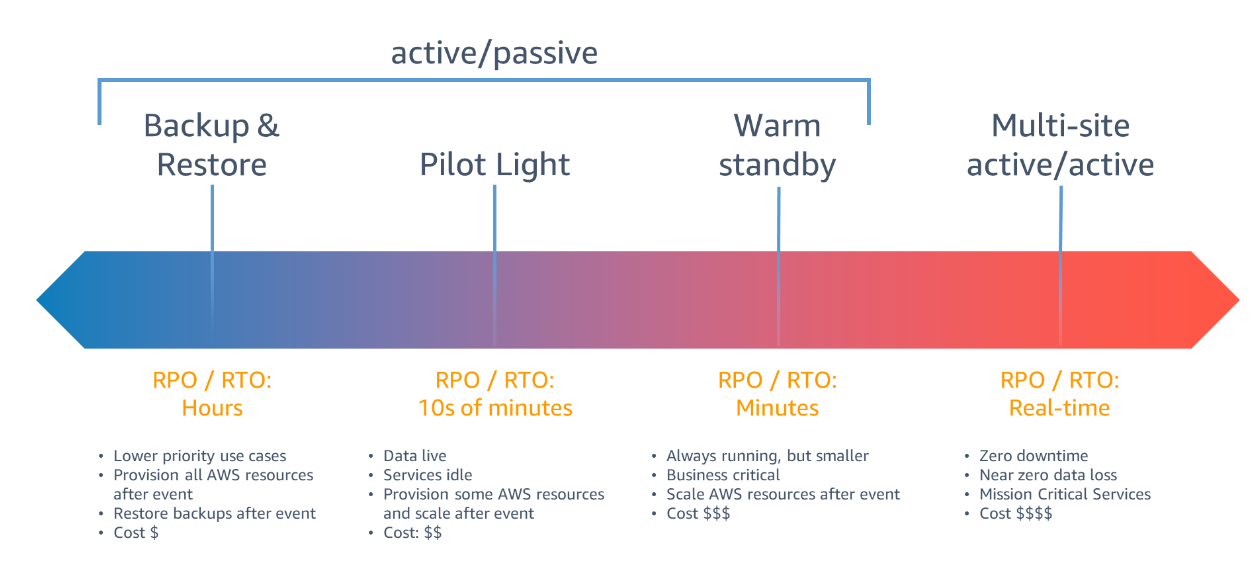 active/passive
Backup &
Restore
Pilot Light
Warm
standby
Multi-site
active/active
RPO / RTO:
Hours
RPO / RTO:
10s of minutes
RPO / RTO:
Minutes
RPO / RTO:
Real-time
• Lower priority use cases
• Provision all AWS resources
after event
• Restore backups after event
• Cost $
• Data live
• Services idle
• Provision some AWS resources
and scale after event
• Cost: $$
• Always running, but smaller
• Business critical
• Scale AWS resources after event
• Cost $$$
• Zero downtime
• Near zero data loss
• Mission Critical Services
• Cost $$$$